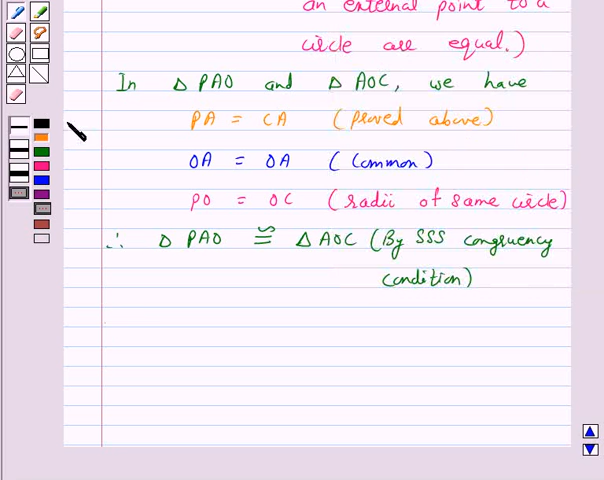 an external point to a
circle are equal.)
In Δ PAO and Δ AOC, we have
PA = CA (proved above)
OA = OA (common)
PO = OC (radii of same circle)
∴ Δ PAO ≅ Δ AOC (By SSS congruency
condition)